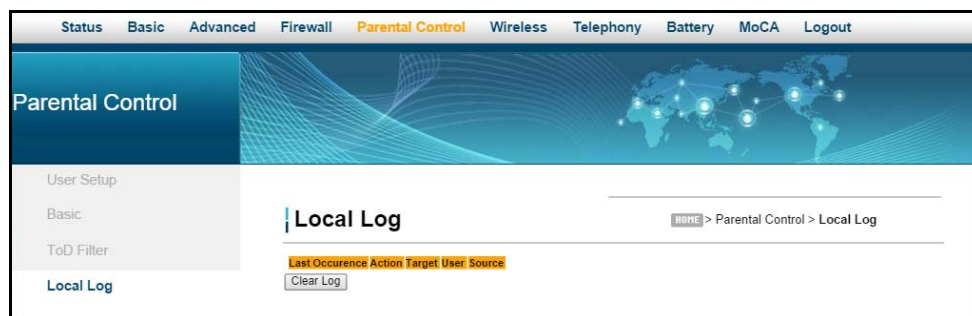 Status Basic Advanced Firewall Parental Control Wireless Telephony Battery MoCA Logout
Parental Control
User Setup
Basic
ToD Filter
Local Log
Local Log
HOME > Parental Control > Local Log
Last Occurence Action Target User Source
Clear Log